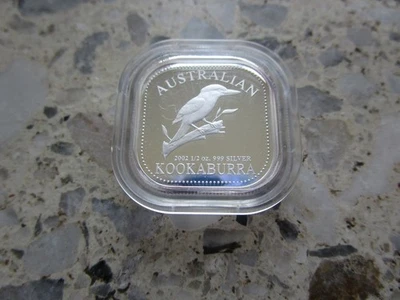 AUSTRALIAN
2002 1/2 oz. 999 SILVER
KOOKABURRA